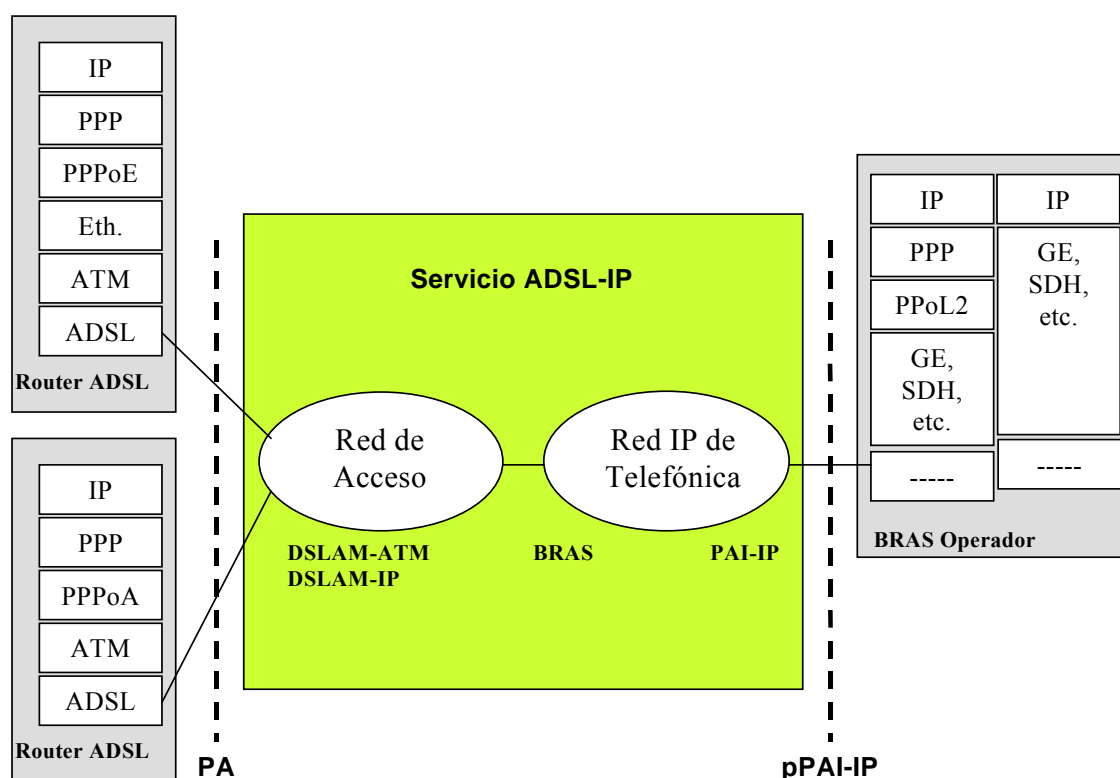 IP
PPP
PPPoE
Eth.
ATM
ADSL
Router ADSL
IP
PPP
PPPoA
ATM
ADSL
Router ADSL
PA
Servicio ADSL-IP
Red de
Acceso
Red IP de
Telefónica
DSLAM-ATM
DSLAM-IP
BRAS
PAI-IP
pPAI-IP
IP
PPP
PPoL2
GE,
SDH,
etc.
-----
IP
GE,
SDH,
etc.
-----
BRAS Operador